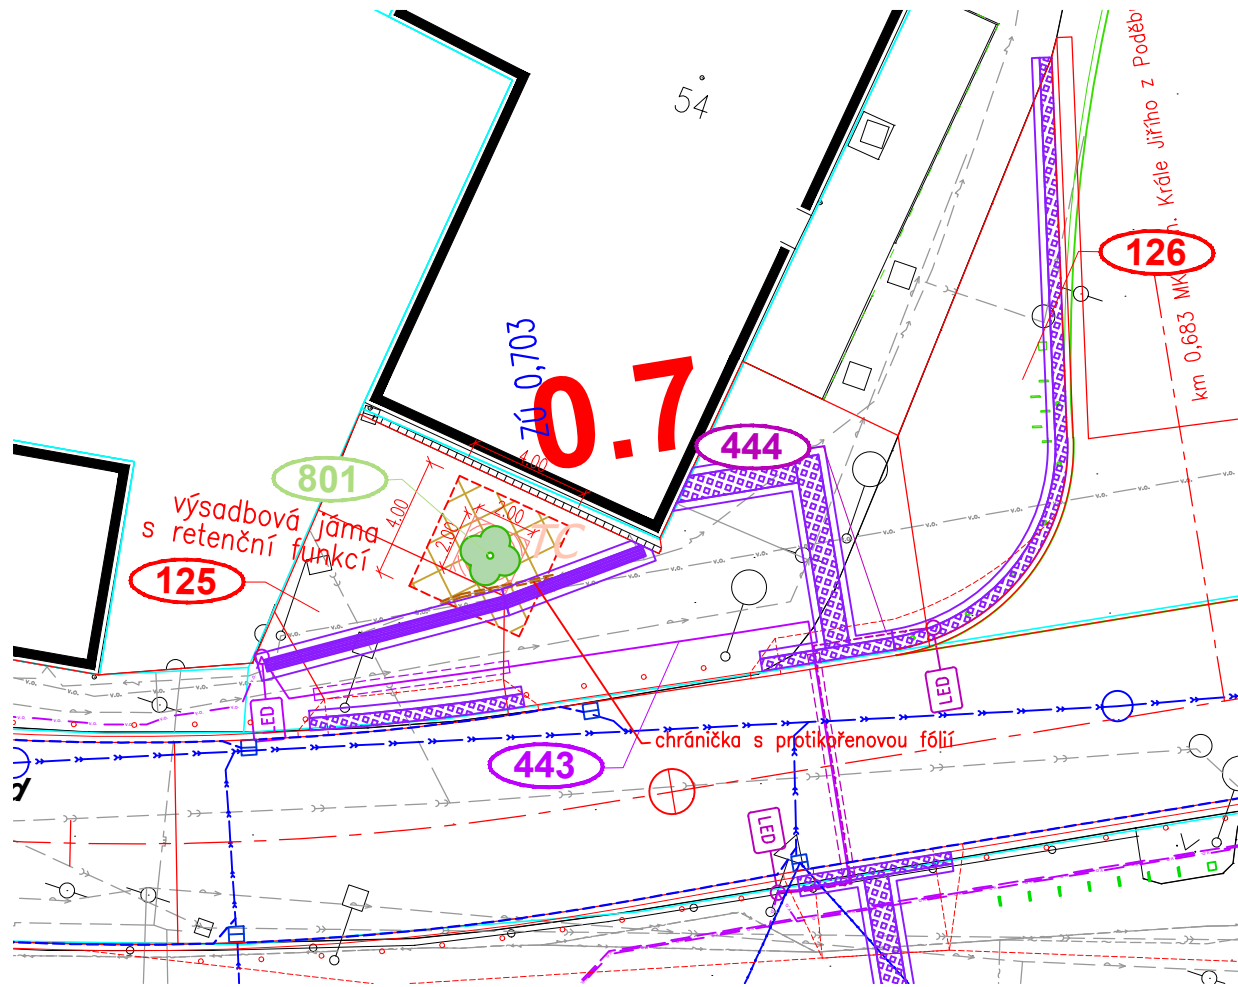 54
km 0,683 MK
n. Krále Jiřího z Poděb
126
ZÚ 0,703
0.7
444
801
4.00
4.00
2.00
2.00
TC
výsadbová jáma
s retenční funkcí
125
LED
LED
chránička s protikořenovou fólií
443
LED